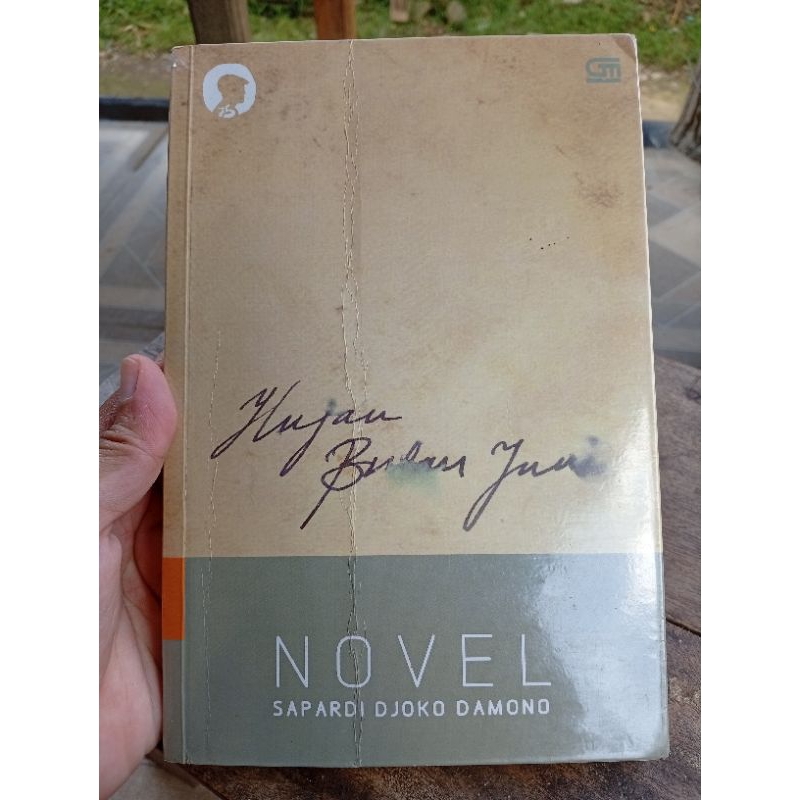 Hujan
Bulan Juni
NOVEL
SAPARDI DJOKO DAMONO